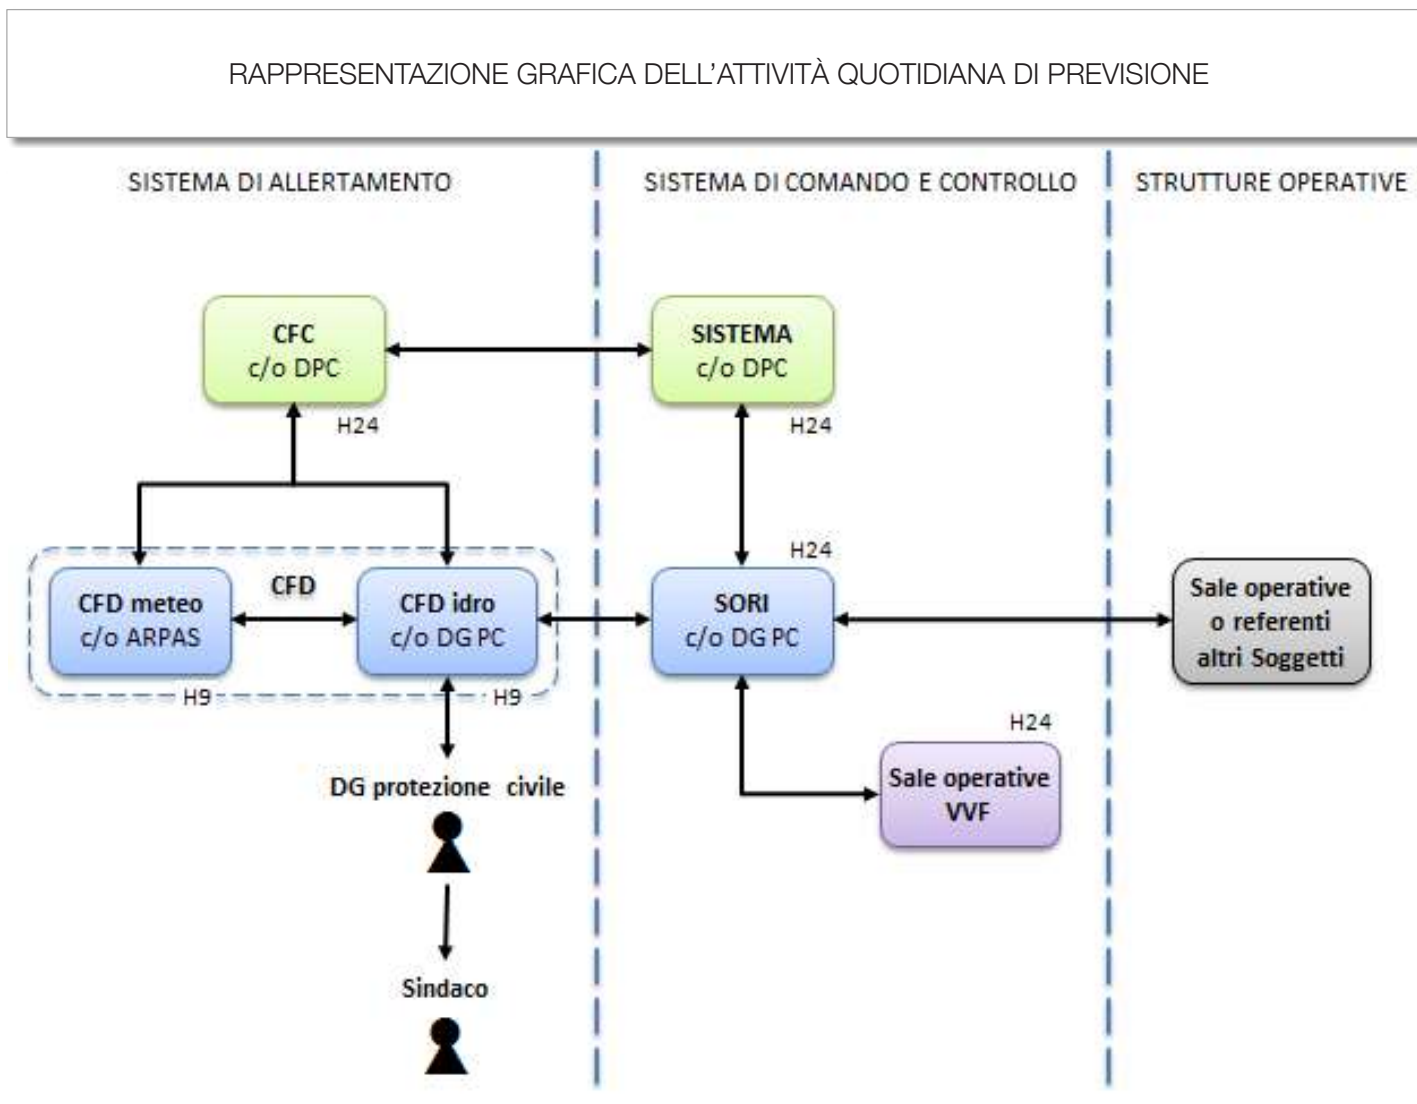 RAPPRESENTAZIONE GRAFICA DELL’ATTIVITÀ QUOTIDIANA DI PREVISIONE
SISTEMA DI ALLERTAMENTO
SISTEMA DI COMANDO E CONTROLLO
STRUTTURE OPERATIVE
CFC
c/o DPC
H24
SISTEMA
c/o DPC
H24
CFD meteo
c/o ARPAS
H9
CFD
CFD idro
c/o DG PC
H9
H24
SORI
c/o DG PC
Sale operative
o referenti
altri Soggetti
H24
Sale operative
VVF
DG protezione civile
Sindaco